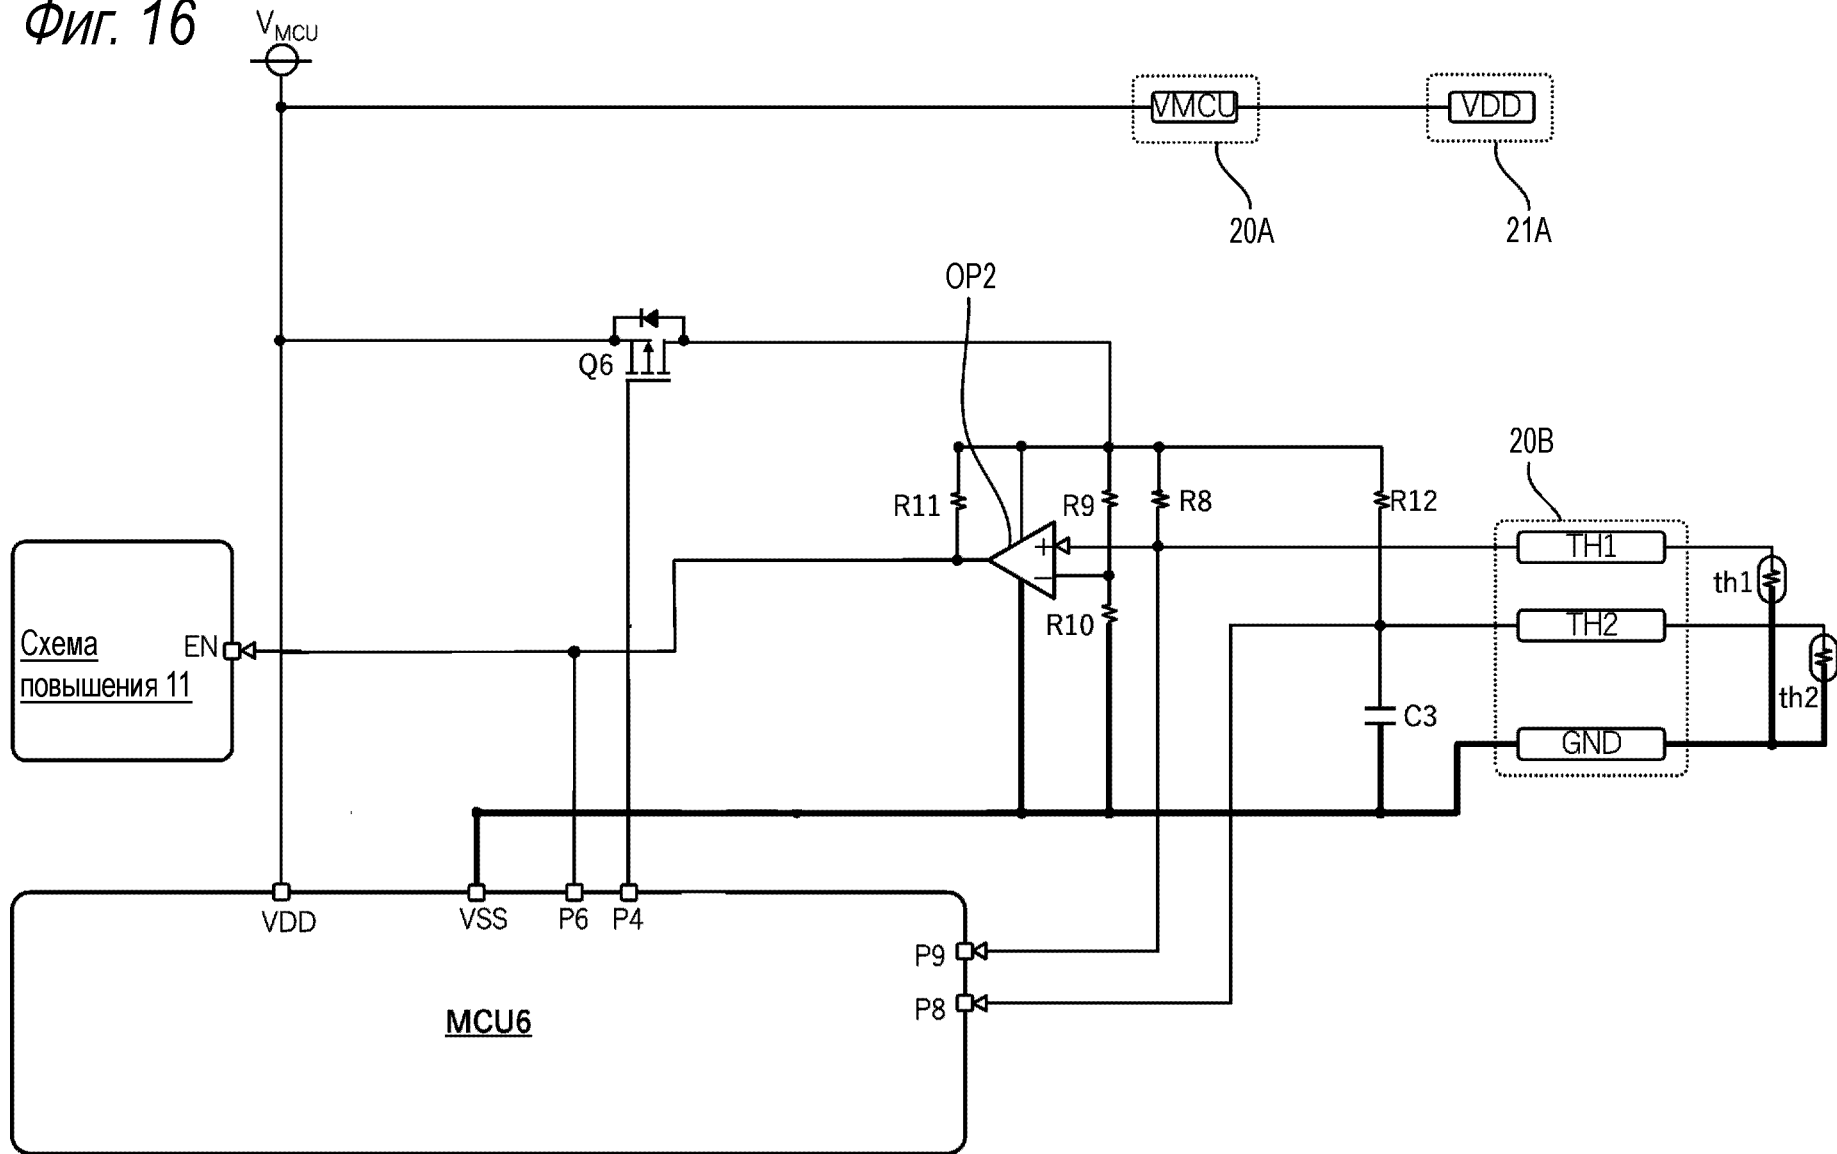 Фиг. 16
VMCU
VMCU
VDD
20A
21A
OP2
Q6
20B
R11
R9
R8
R12
TH1
th1
R10
TH2
Схема
повышения 11
EN
th2
C3
GND
VDD
VSS
P6
P4
P9
P8
MCU6
+
−